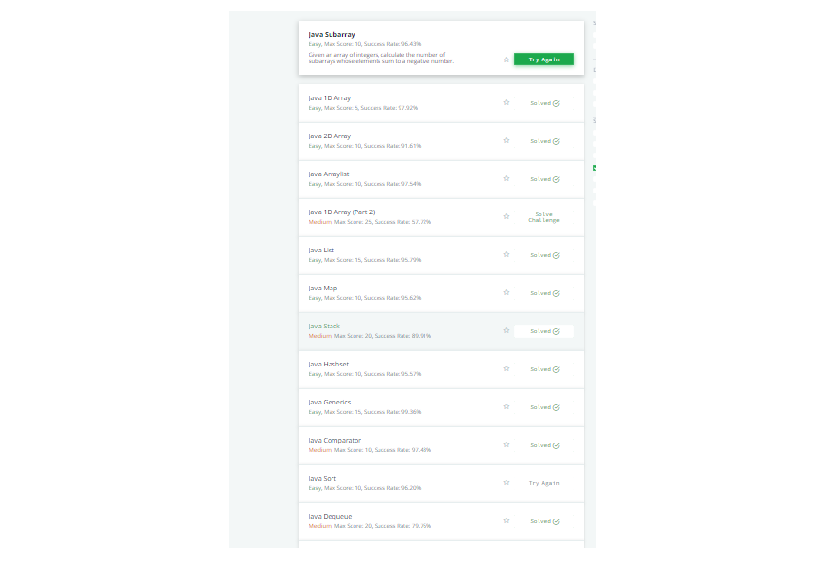 Java Subarray
Easy, Max Score: 10, Success Rate: 96.43%
Given an array of integers, calculate the number of
subarrays whose elements sum to a negative number.
Try Again
Java 1D Array
Easy, Max Score: 5, Success Rate: 97.92%
Solved
Java 2D Array
Easy, Max Score: 10, Success Rate: 91.61%
Solved
Java Arraylist
Easy, Max Score: 10, Success Rate: 97.54%
Solved
Java 1D Array (Part 2)
Medium, Max Score: 25, Success Rate: 57.77%
Solve
Challenge
Java List
Easy, Max Score: 15, Success Rate: 95.79%
Solved
Java Map
Easy, Max Score: 10, Success Rate: 95.62%
Solved
Java Stack
Medium, Max Score: 20, Success Rate:
Solved
Java Hashset
Easy, Max Score: 10, Success Rate: 95.57%
Solved
Java Generics
Easy, Max Score: 15, Success Rate: 99.36%
Solved
Java Comparator
Medium, Max Score: 10, Success Rate:
Solved
Java Sort
Easy, Max Score: 10, Success Rate: 96.20%
Try Again
Java Dequeue
Medium, Max Score: 20, Success Rate:
Solved